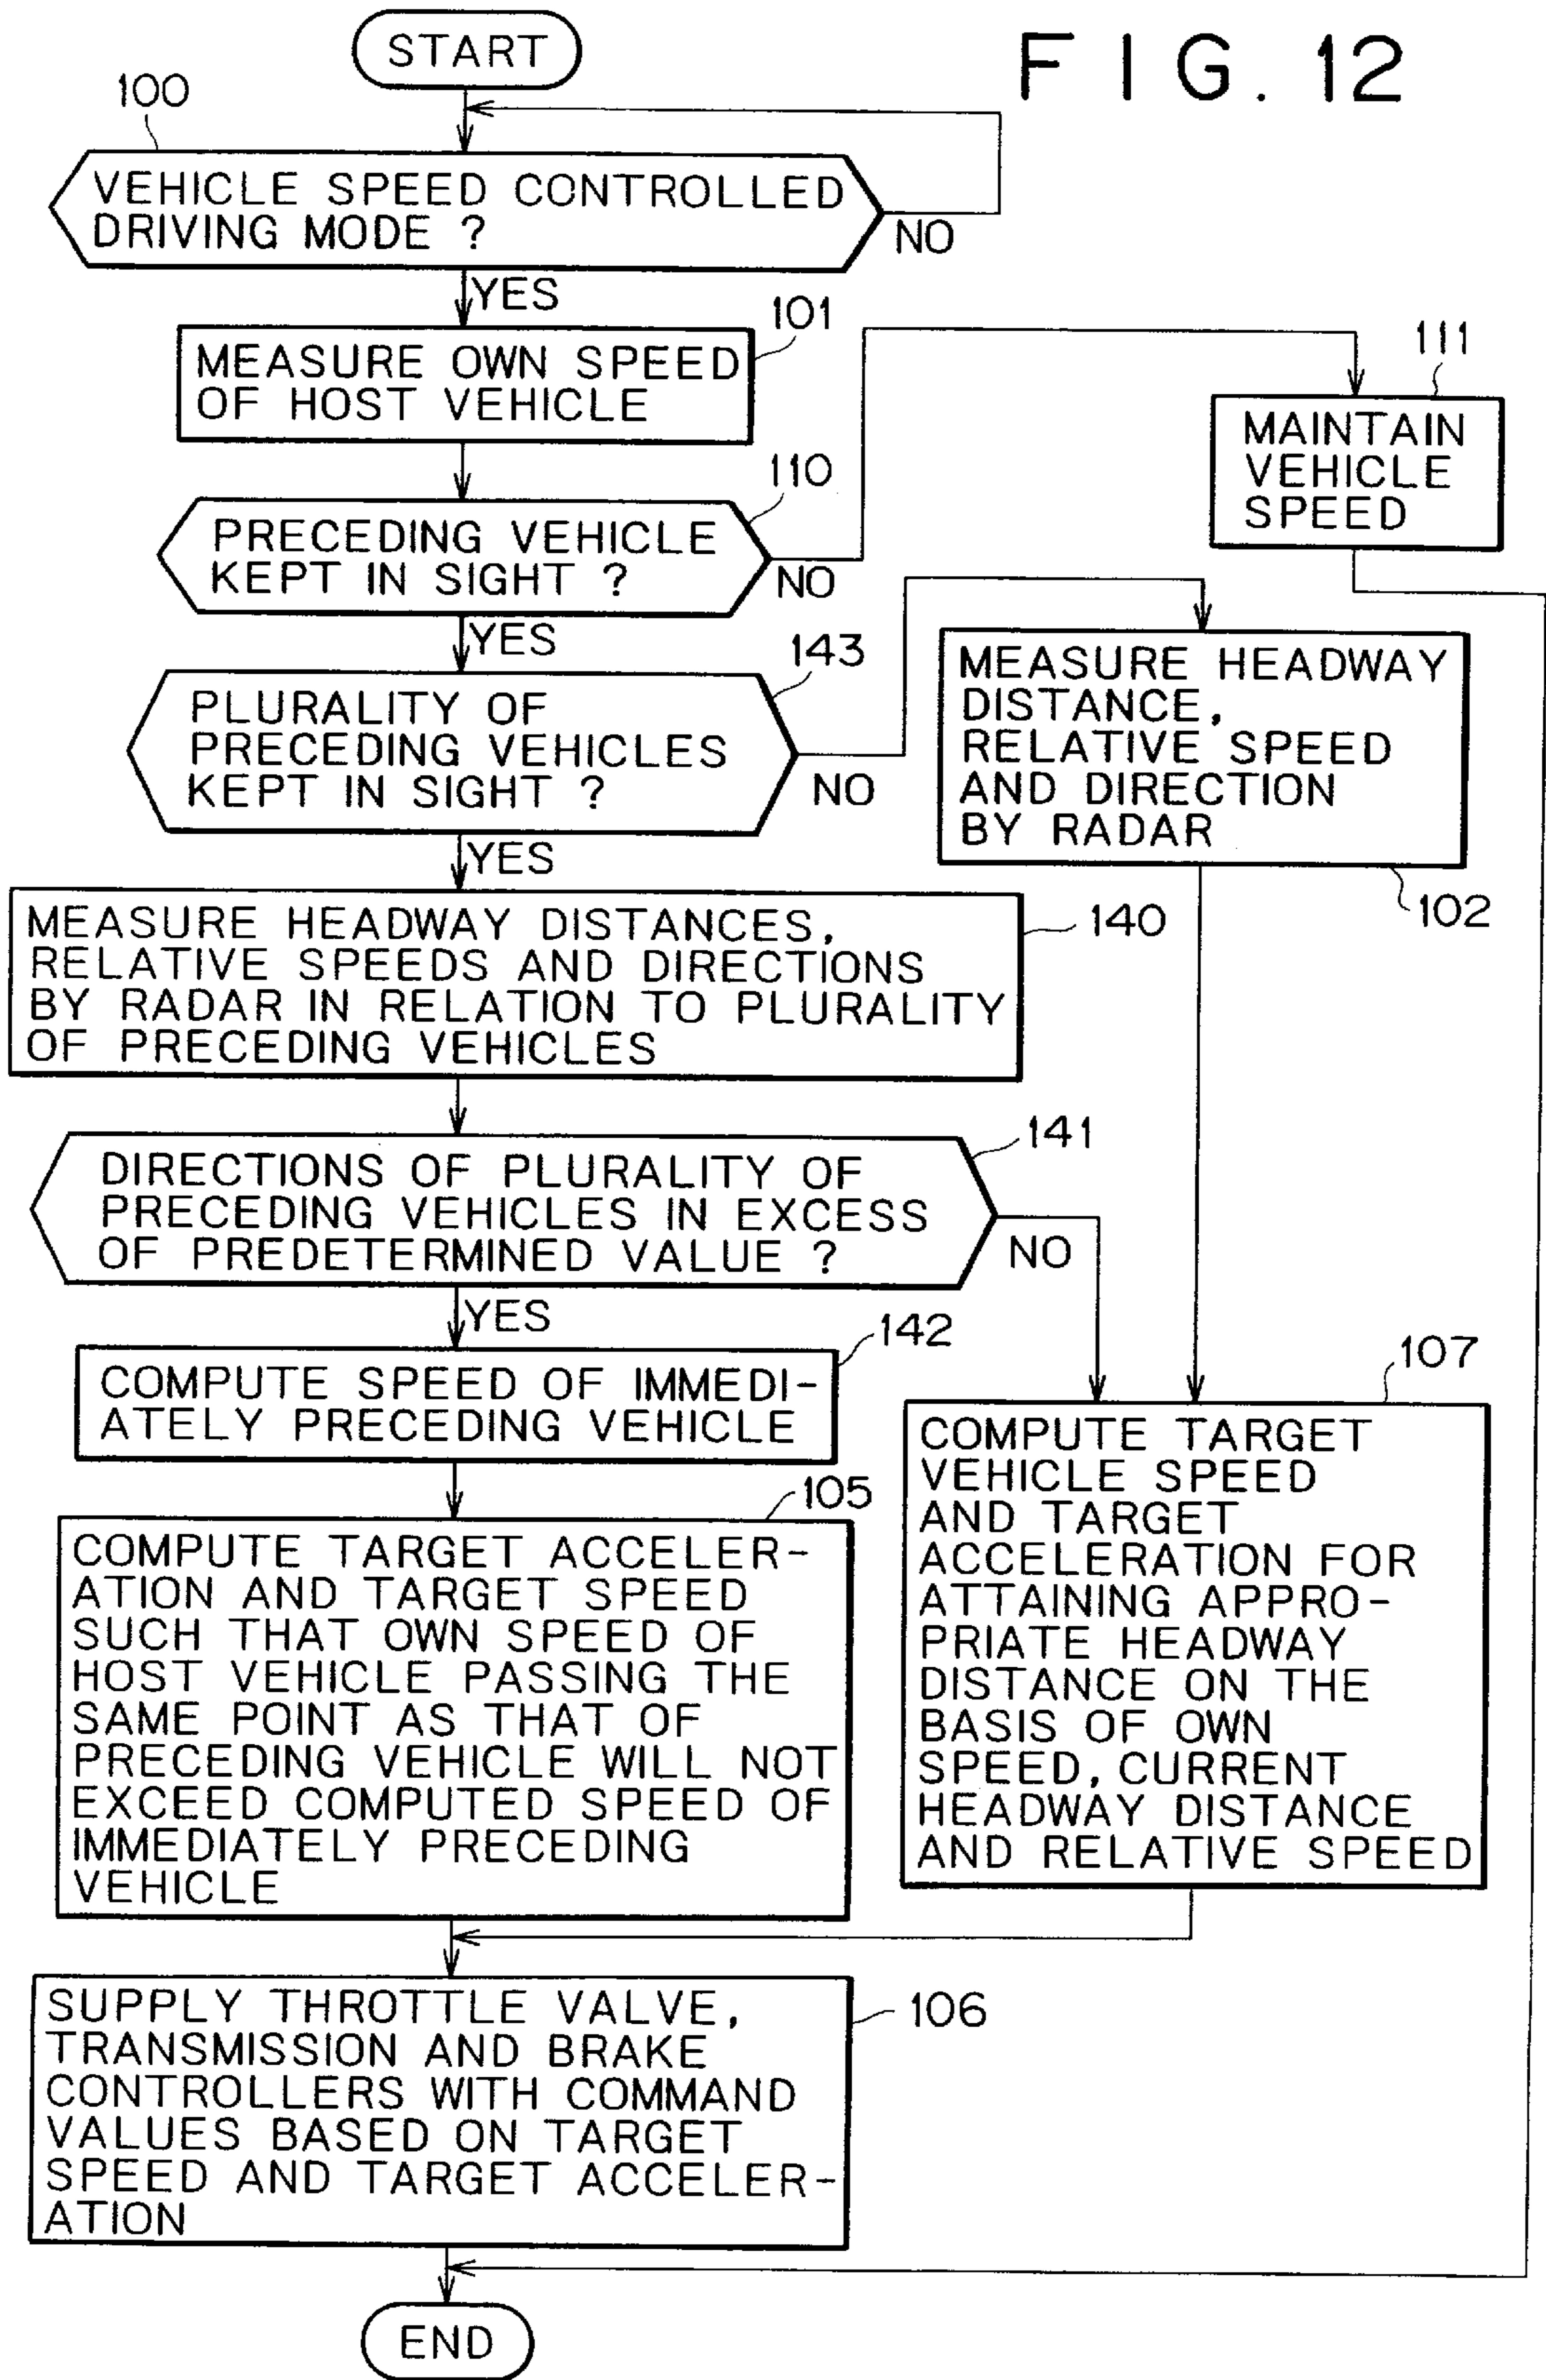 START
FIG. 12
100
VEHICLE SPEED CONTROLLED
DRIVING MODE ?
NO
YES
101
MEASURE OWN SPEED
OF HOST VEHICLE
111
MAINTAIN
VEHICLE
SPEED
110
PRECEDING VEHICLE
KEPT IN SIGHT ?
NO
YES
143
PLURALITY OF
PRECEDING VEHICLES
KEPT IN SIGHT ?
NO
YES
MEASURE HEADWAY
DISTANCE,
RELATIVE SPEED
AND DIRECTION
BY RADAR
102
MEASURE HEADWAY DISTANCES,
RELATIVE SPEEDS AND DIRECTIONS
BY RADAR IN RELATION TO PLURALITY
OF PRECEDING VEHICLES
140
141
DIRECTIONS OF PLURALITY OF
PRECEDING VEHICLES IN EXCESS
OF PREDETERMINED VALUE ?
NO
YES
142
COMPUTE SPEED OF IMMEDI-
ATELY PRECEDING VEHICLE
107
COMPUTE TARGET
VEHICLE SPEED
AND TARGET
ACCELERATION FOR
ATTAINING APPRO-
PRIATE HEADWAY
DISTANCE ON THE
BASIS OF OWN
SPEED, CURRENT
HEADWAY DISTANCE
AND RELATIVE SPEED
105
COMPUTE TARGET ACCELER-
ATION AND TARGET SPEED
SUCH THAT OWN SPEED OF
HOST VEHICLE PASSING THE
SAME POINT AS THAT OF
PRECEDING VEHICLE WILL NOT
EXCEED COMPUTED SPEED OF
IMMEDIATELY PRECEDING
VEHICLE
SUPPLY THROTTLE VALVE,
TRANSMISSION AND BRAKE
CONTROLLERS WITH COMMAND
VALUES BASED ON TARGET
SPEED AND TARGET ACCELER-
ATION
106
END